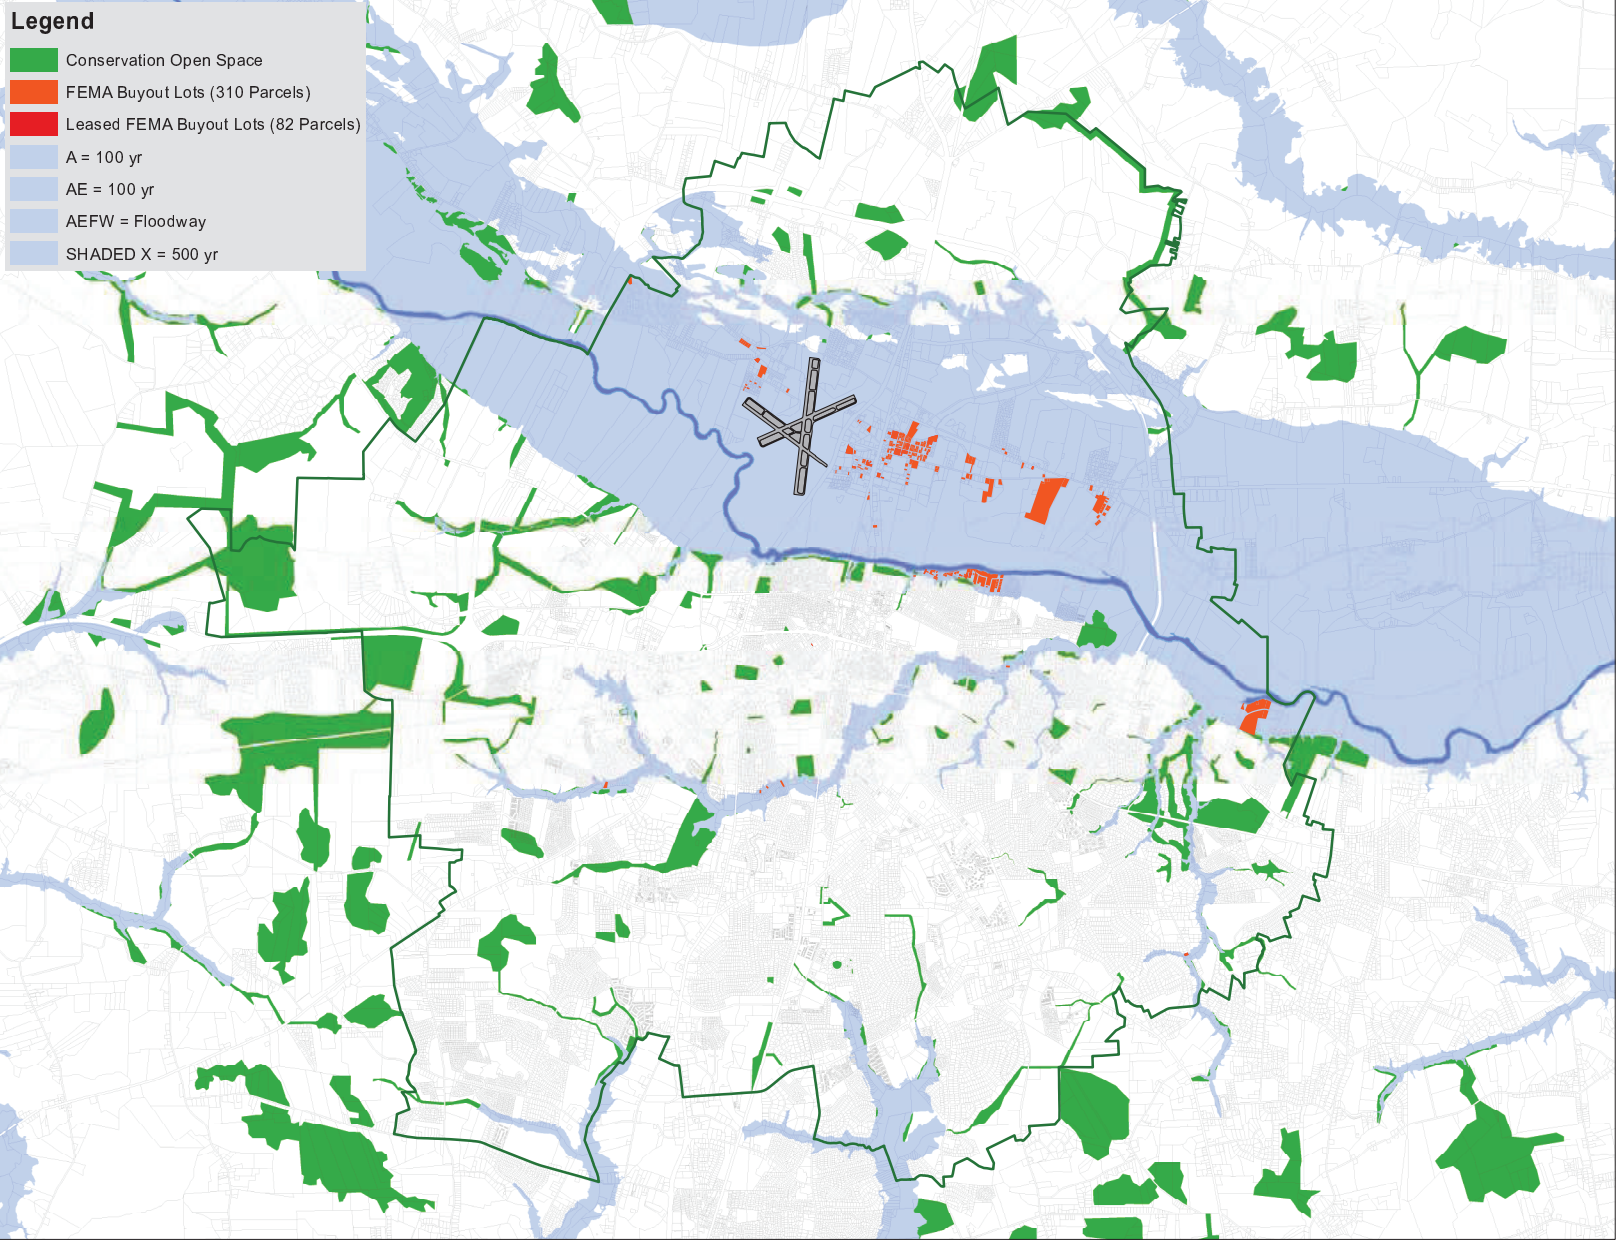 Legend
Conservation Open Space
FEMA Buyout Lots (310 Parcels)
Leased FEMA Buyout Lots (82 Parcels)
A = 100 yr
AE = 100 yr
AEFW = Floodway
SHADED X = 500 yr